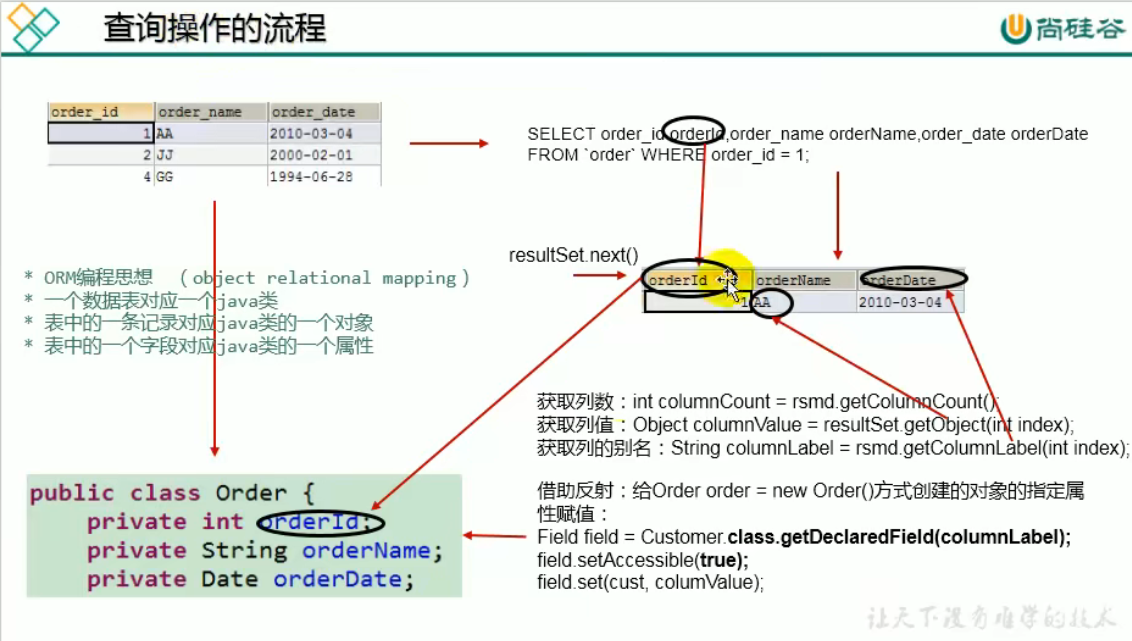 查询操作的流程
尚硅谷
order_id order_name order_date
1 AA 2010-03-04
2 JJ 2000-02-01
4 GG 1994-06-28
SELECT order_id orderId,order_name orderName,order_date orderDate
FROM `order` WHERE order_id = 1;
resultSet.next()
orderId orderName orderDate
1 AA 2010-03-04
* ORM编程思想 （object relational mapping）
* 一个数据表对应一个java类
* 表中的一条记录对应java类的一个对象
* 表中的一个字段对应java类的一个属性
获取列数：int columnCount = rsmd.getColumnCount();
获取列值：Object columnValue = resultSet.getObject(int index);
获取列的别名：String columnLabel = rsmd.getColumnLabel(int index);
借助反射：给Order order = new Order()方式创建的对象的指定属
性赋值：
Field field = Customer.class.getDeclaredField(columnLabel);
field.setAccessible(true);
field.set(cust, columValue);
public class Order {
private int orderId;
private String orderName;
private Date orderDate;
让天下没有难学的技术